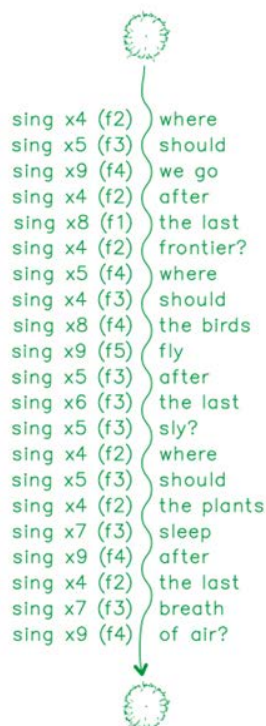 sing x4 (f2) where
sing x5 (f3) should
sing x9 (f4) we go
sing x4 (f2) after
sing x8 (f1) the last
sing x4 (f2) frontier?
sing x5 (f4) where
sing x4 (f3) should
sing x8 (f4) the birds
sing x9 (f5) fly
sing x5 (f3) after
sing x6 (f3) the last
sing x5 (f3) sly?
sing x4 (f2) where
sing x5 (f3) should
sing x4 (f2) the plants
sing x7 (f3) sleep
sing x9 (f4) after
sing x4 (f2) the last
sing x7 (f3) breath
sing x9 (f4) of air?